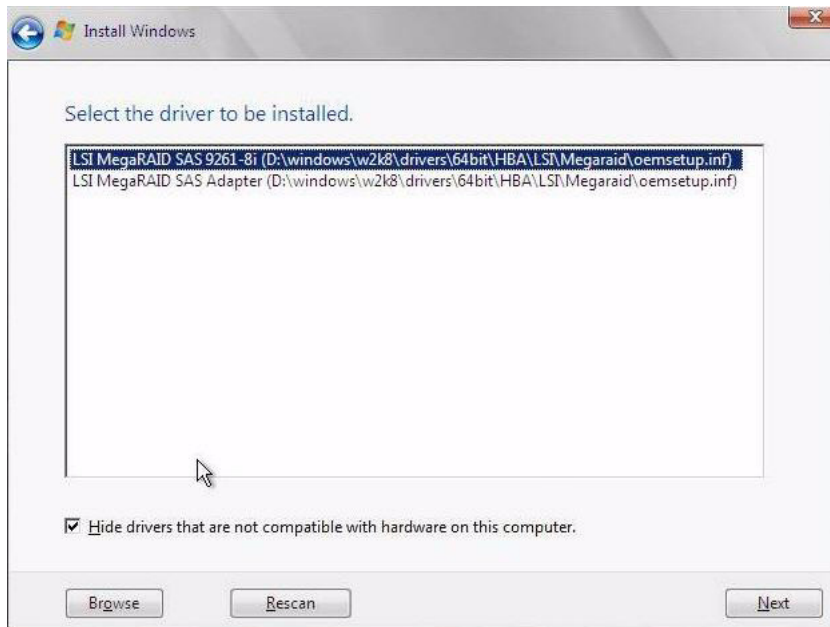 Install Windows
Select the driver to be installed.
LSI MegaRAID SAS 9261-8i (D:\windows\w2k8\drivers\64bit\HBA\LSI\Megaraid\oemsetup.inf)
LSI MegaRAID SAS Adapter (D:\windows\w2k8\drivers\64bit\HBA\LSI\Megaraid\oemsetup.inf)
Hide drivers that are not compatible with hardware on this computer.
Browse
Rescan
Next